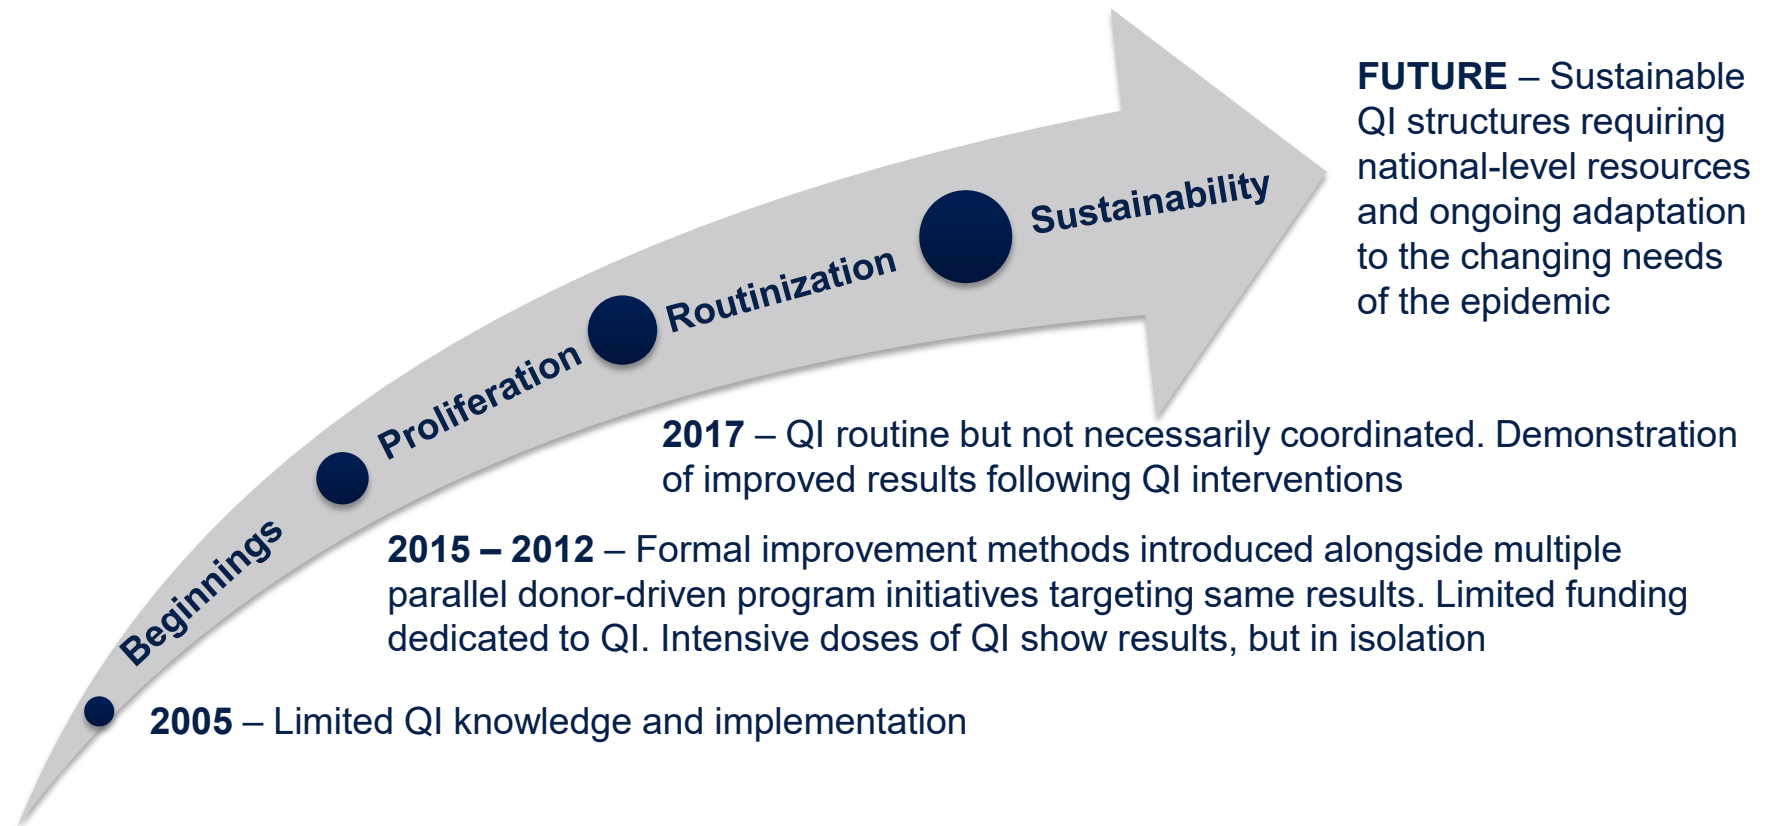 FUTURE – Sustainable
QI structures requiring
national-level resources
and ongoing adaptation
to the changing needs
of the epidemic
Sustainability
Routinization
Proliferation
Beginnings
2017 – QI routine but not necessarily coordinated. Demonstration
of improved results following QI interventions
2015 – 2012 – Formal improvement methods introduced alongside multiple
parallel donor-driven program initiatives targeting same results. Limited funding
dedicated to QI. Intensive doses of QI show results, but in isolation
2005 – Limited QI knowledge and implementation